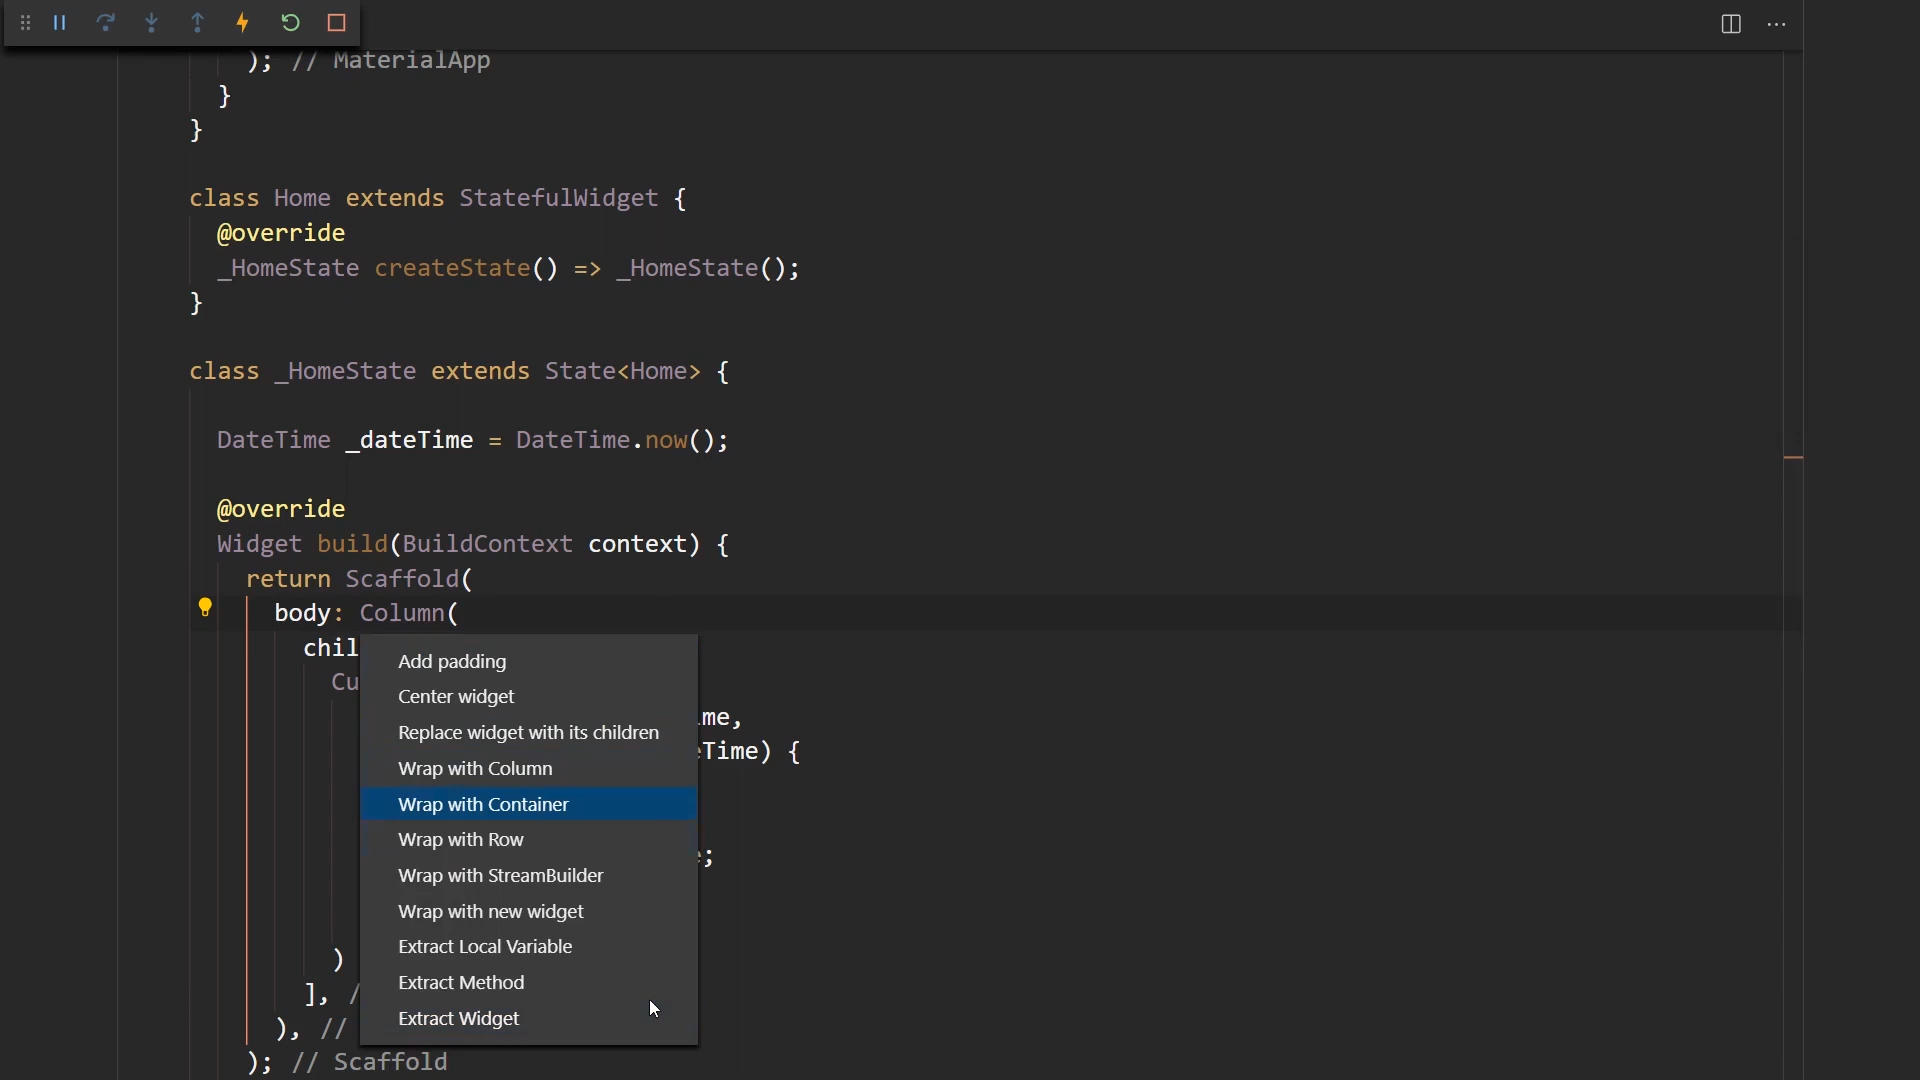 ); // MaterialApp
}
}
class Home extends StatefulWidget {
@override
_HomeState createState() => _HomeState();
}
class _HomeState extends State<Home> {
DateTime _dateTime = DateTime.now();
@override
Widget build(BuildContext context) {
return Scaffold(
body: Column(
chil
Add padding
Cu
Center widget
me,
Replace widget with its children
Time) {
Wrap with Column
Wrap with Container
Wrap with Row
;
Wrap with StreamBuilder
Wrap with new widget
Extract Local Variable
)
Extract Method
], /
Extract Widget
), //
); // Scaffold